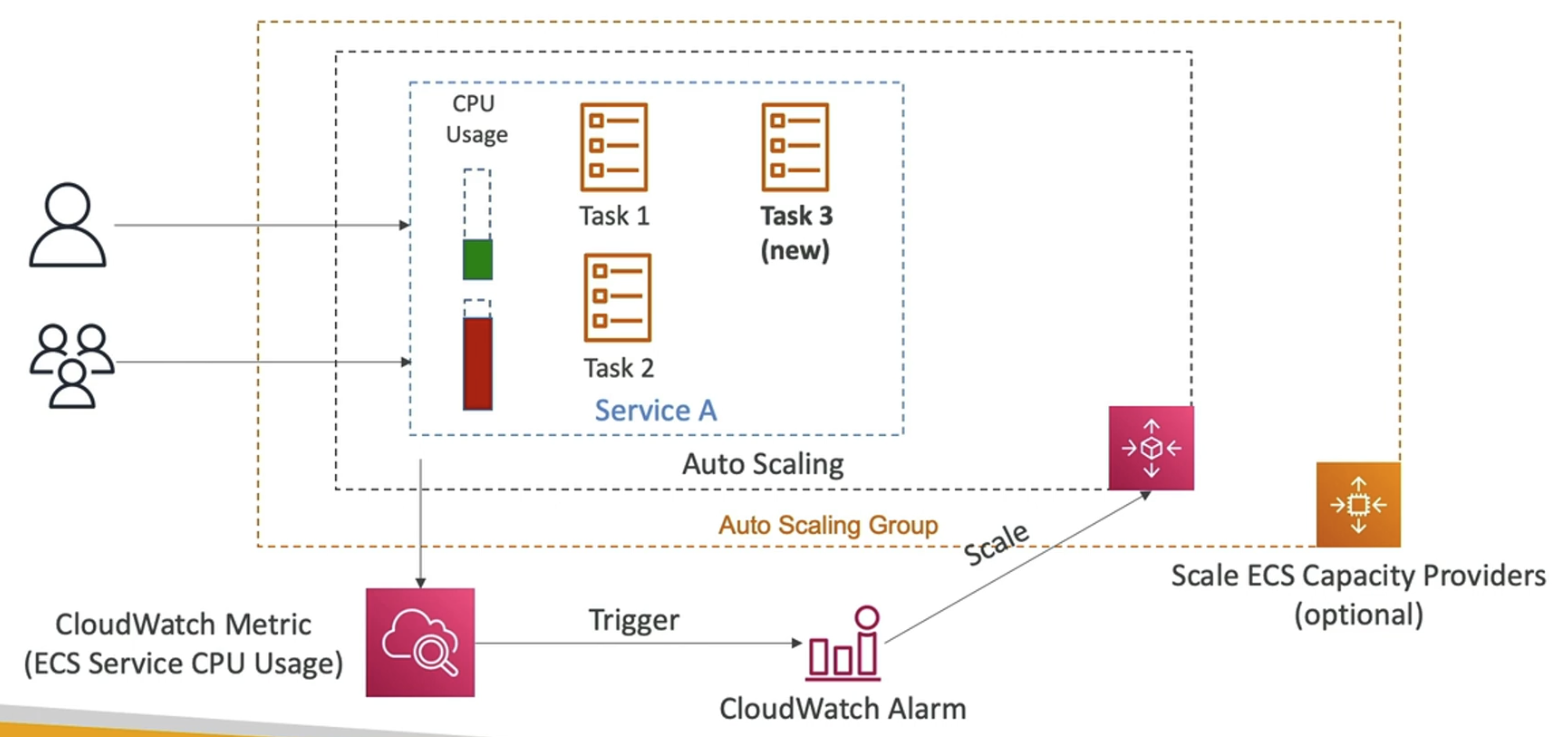 CPU
Usage
Task 1
Task 3
(new)
Task 2
Service A
Auto Scaling
Auto Scaling Group
Scale
Scale ECS Capacity Providers
(optional)
CloudWatch Metric
(ECS Service CPU Usage)
Trigger
CloudWatch Alarm